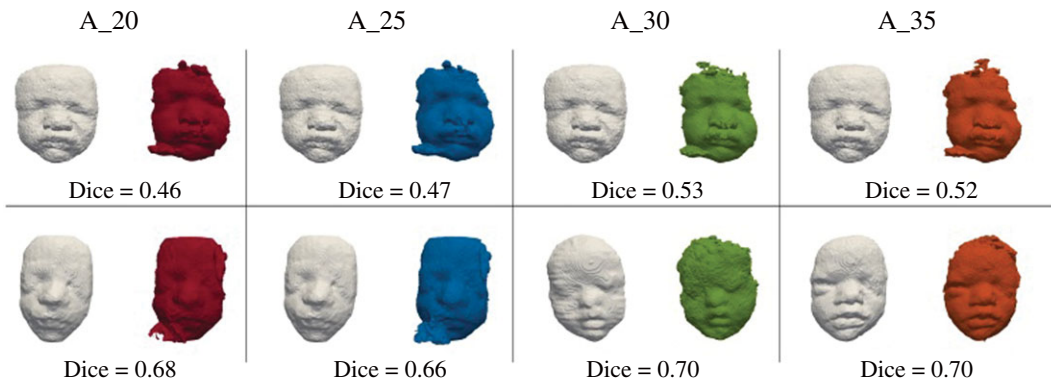 A_20 A_25 A_30 A_35
Dice = 0.46 Dice = 0.47 Dice = 0.53 Dice = 0.52
Dice = 0.68 Dice = 0.66 Dice = 0.70 Dice = 0.70